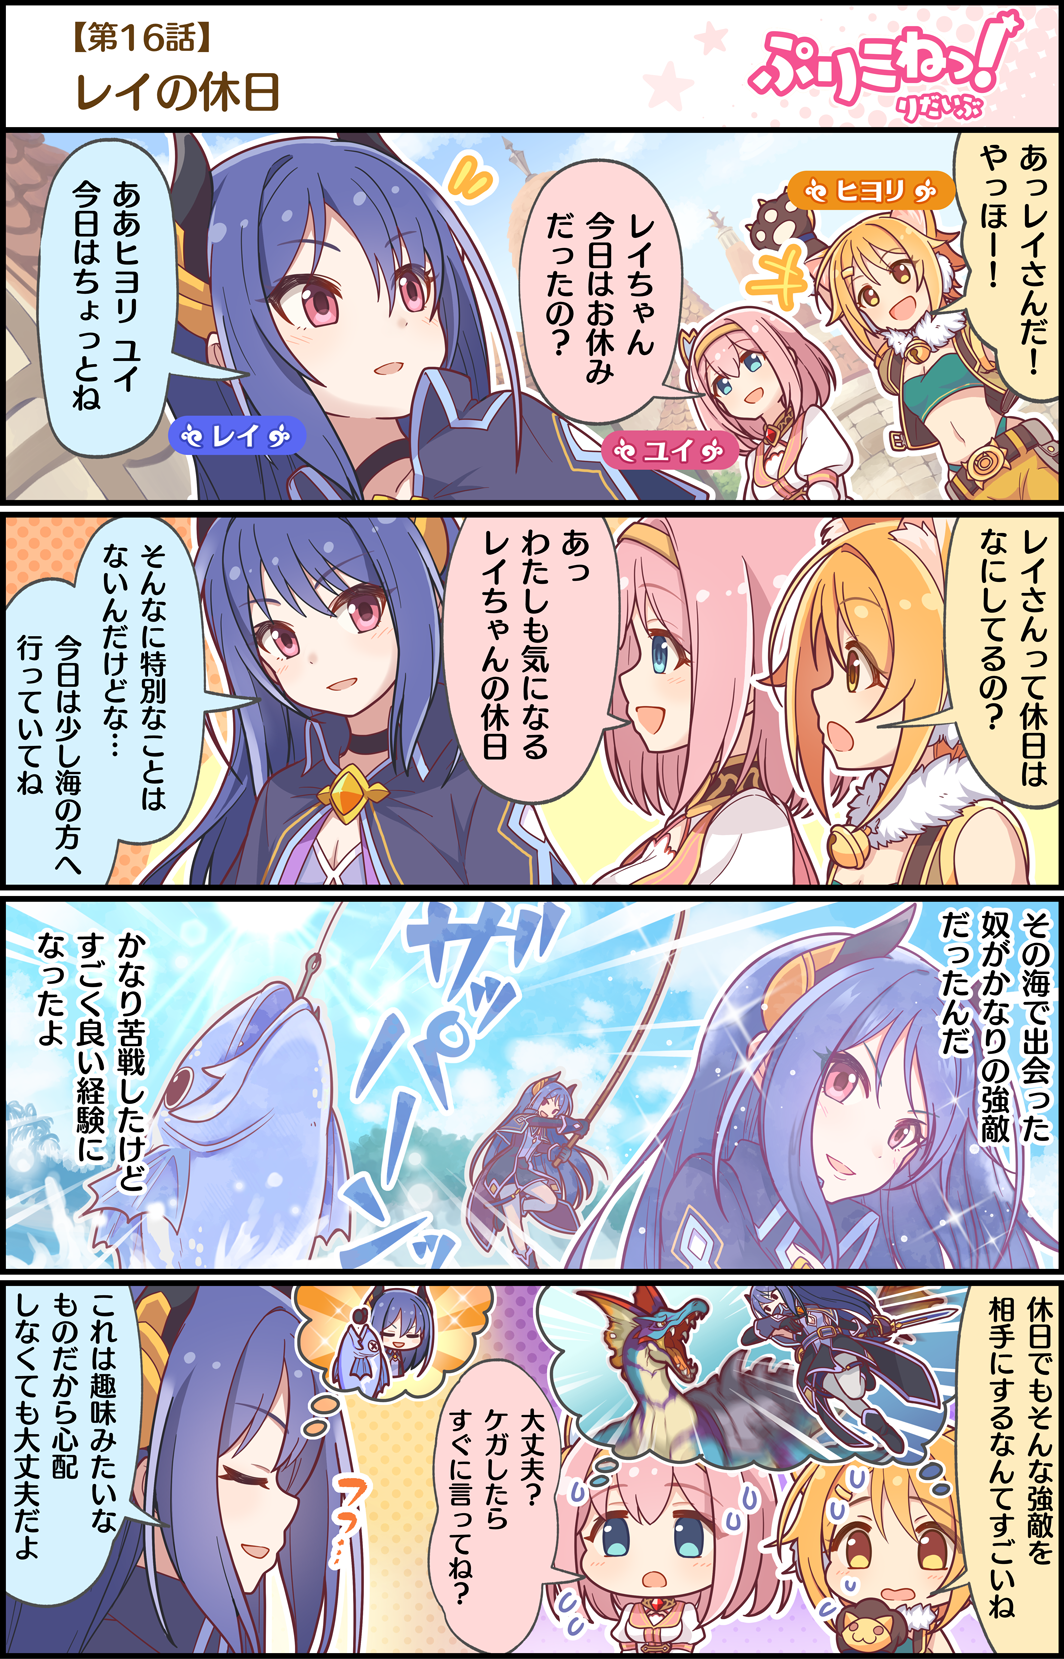 【第16話】
レイの休日
ぷりこねっ!
りだいぶ
あっレイさんだ!
やっほー!
ヒヨリ
レイちゃん
今日はお休み
だったの?
ユイ
ああヒヨリ ユイ
今日はちょっとね
レイ
レイさんって休日は
なにしてるの?
あっ
わたしも気になる
レイちゃんの休日
そんなに特別なことは
ないんだけどな…
今日は少し海の方へ
行っていてね
その海で出会った
奴がかなりの強敵
だったんだ
ザッパーンッ
かなり苦戦したけど
すごく良い経験に
なったよ
休日でもそんな強敵を
相手にするなんてすごいね
大丈夫?
ケガしたら
すぐに言ってね?
フフ…
これは趣味みたいな
ものだから心配
しなくても大丈夫だよ